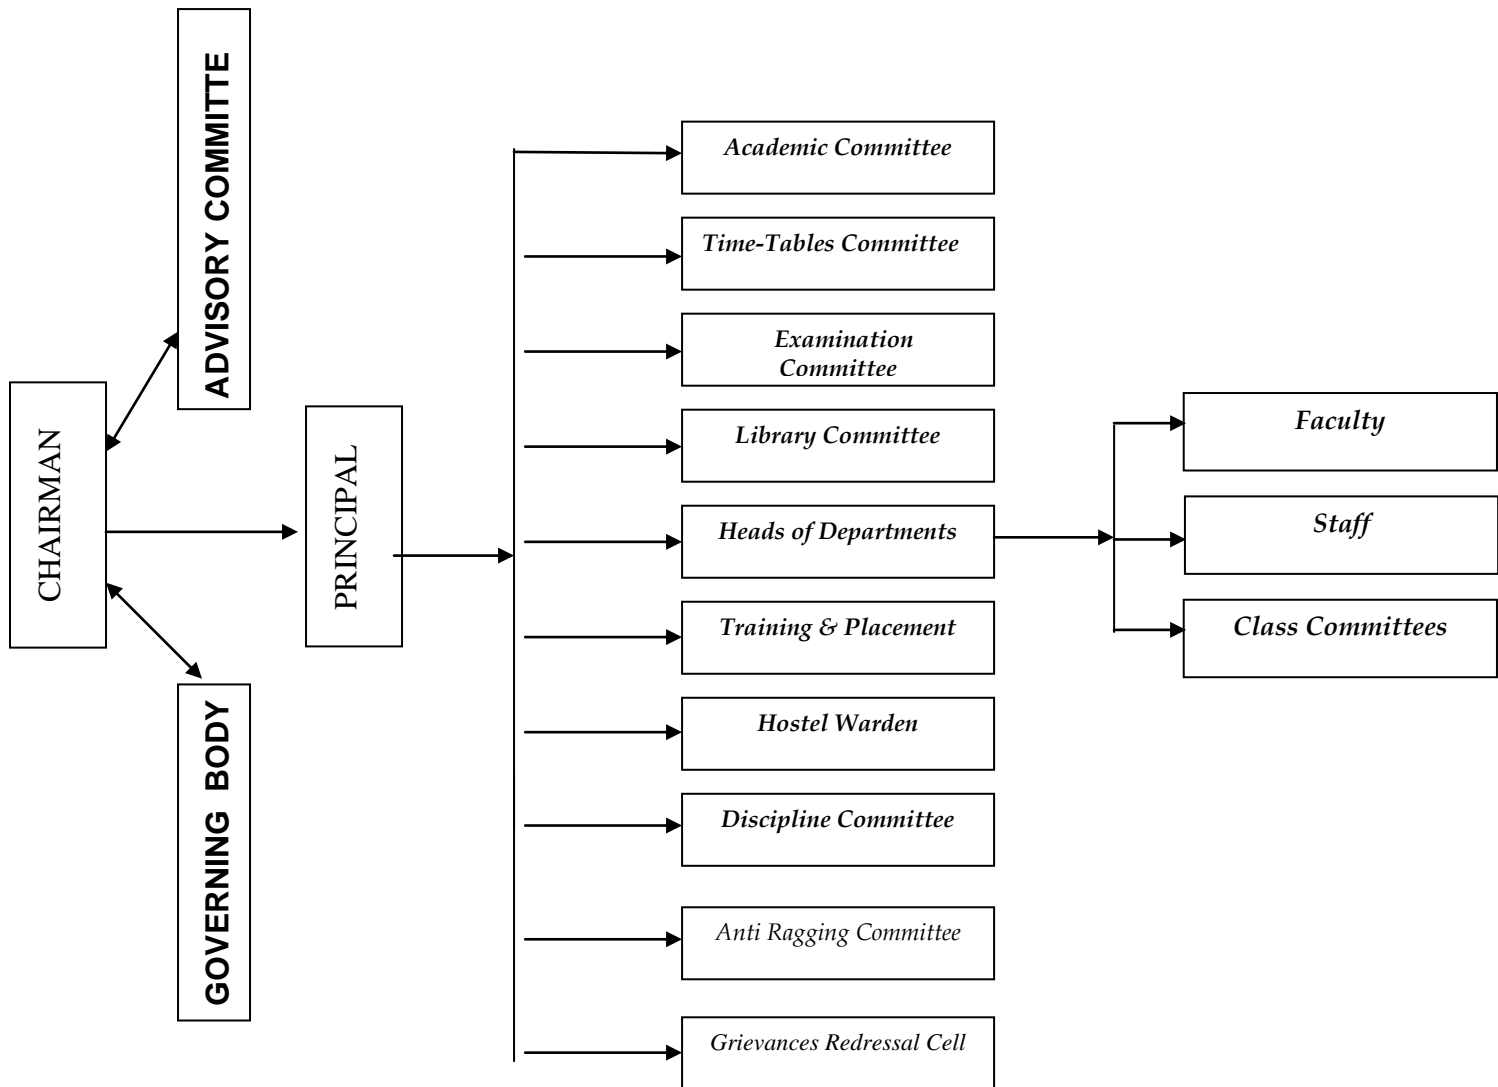 ADVISORY COMMITTE
CHAIRMAN
GOVERNING BODY
PRINCIPAL
Academic Committee
Time-Tables Committee
Examination
Committee
Library Committee
Heads of Departments
Training & Placement
Hostel Warden
Discipline Committee
Anti Ragging Committee
Grievances Redressal Cell
Faculty
Staff
Class Committees